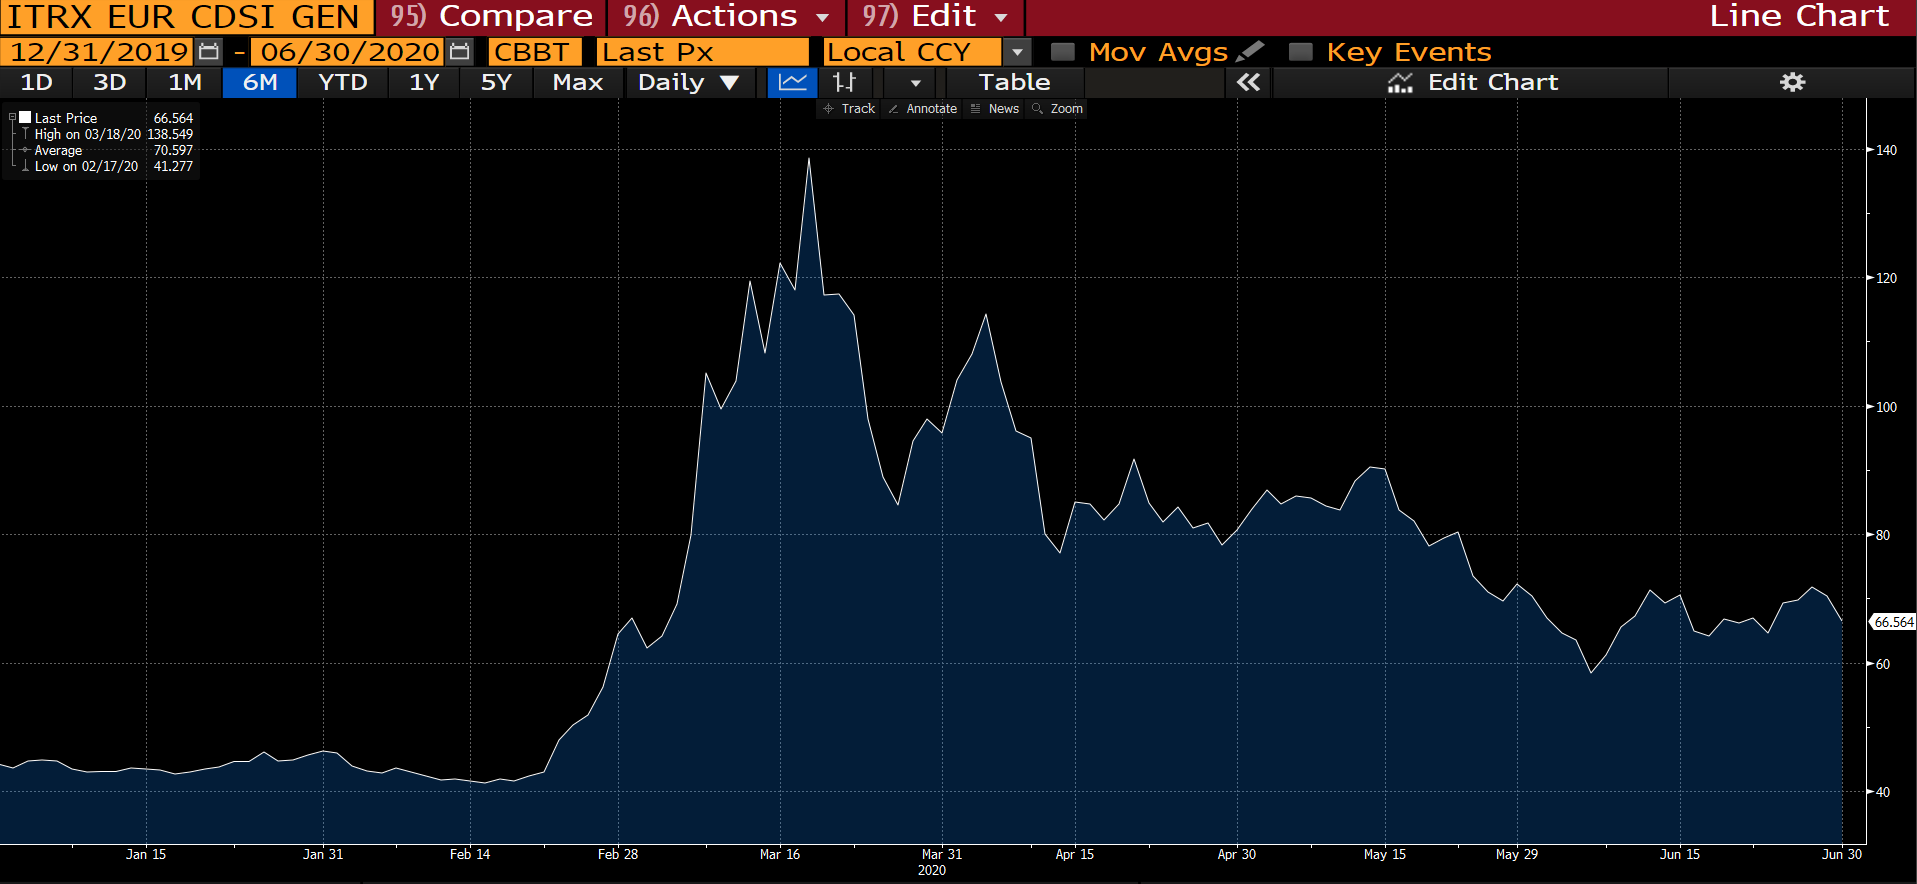 ITRX EUR CDSI GEN 95) Compare 96) Actions 97) Edit Line Chart
12/31/2019 - 06/30/2020 CBBT Last Px Local CCY Mov Avgs Key Events
1D 3D 1M 6M YTD 1Y 5Y Max Daily Table Edit Chart
Track Annotate News Zoom
Last Price 66.564
High on 03/18/20 138.549
Average 70.597
Low on 02/17/20 41.277
140
120
100
80
66.564
60
40
Jan 15 Jan 31 Feb 14 Feb 28 Mar 16 Mar 31 Apr 15 Apr 30 May 15 May 29 Jun 15 Jun 30
2020